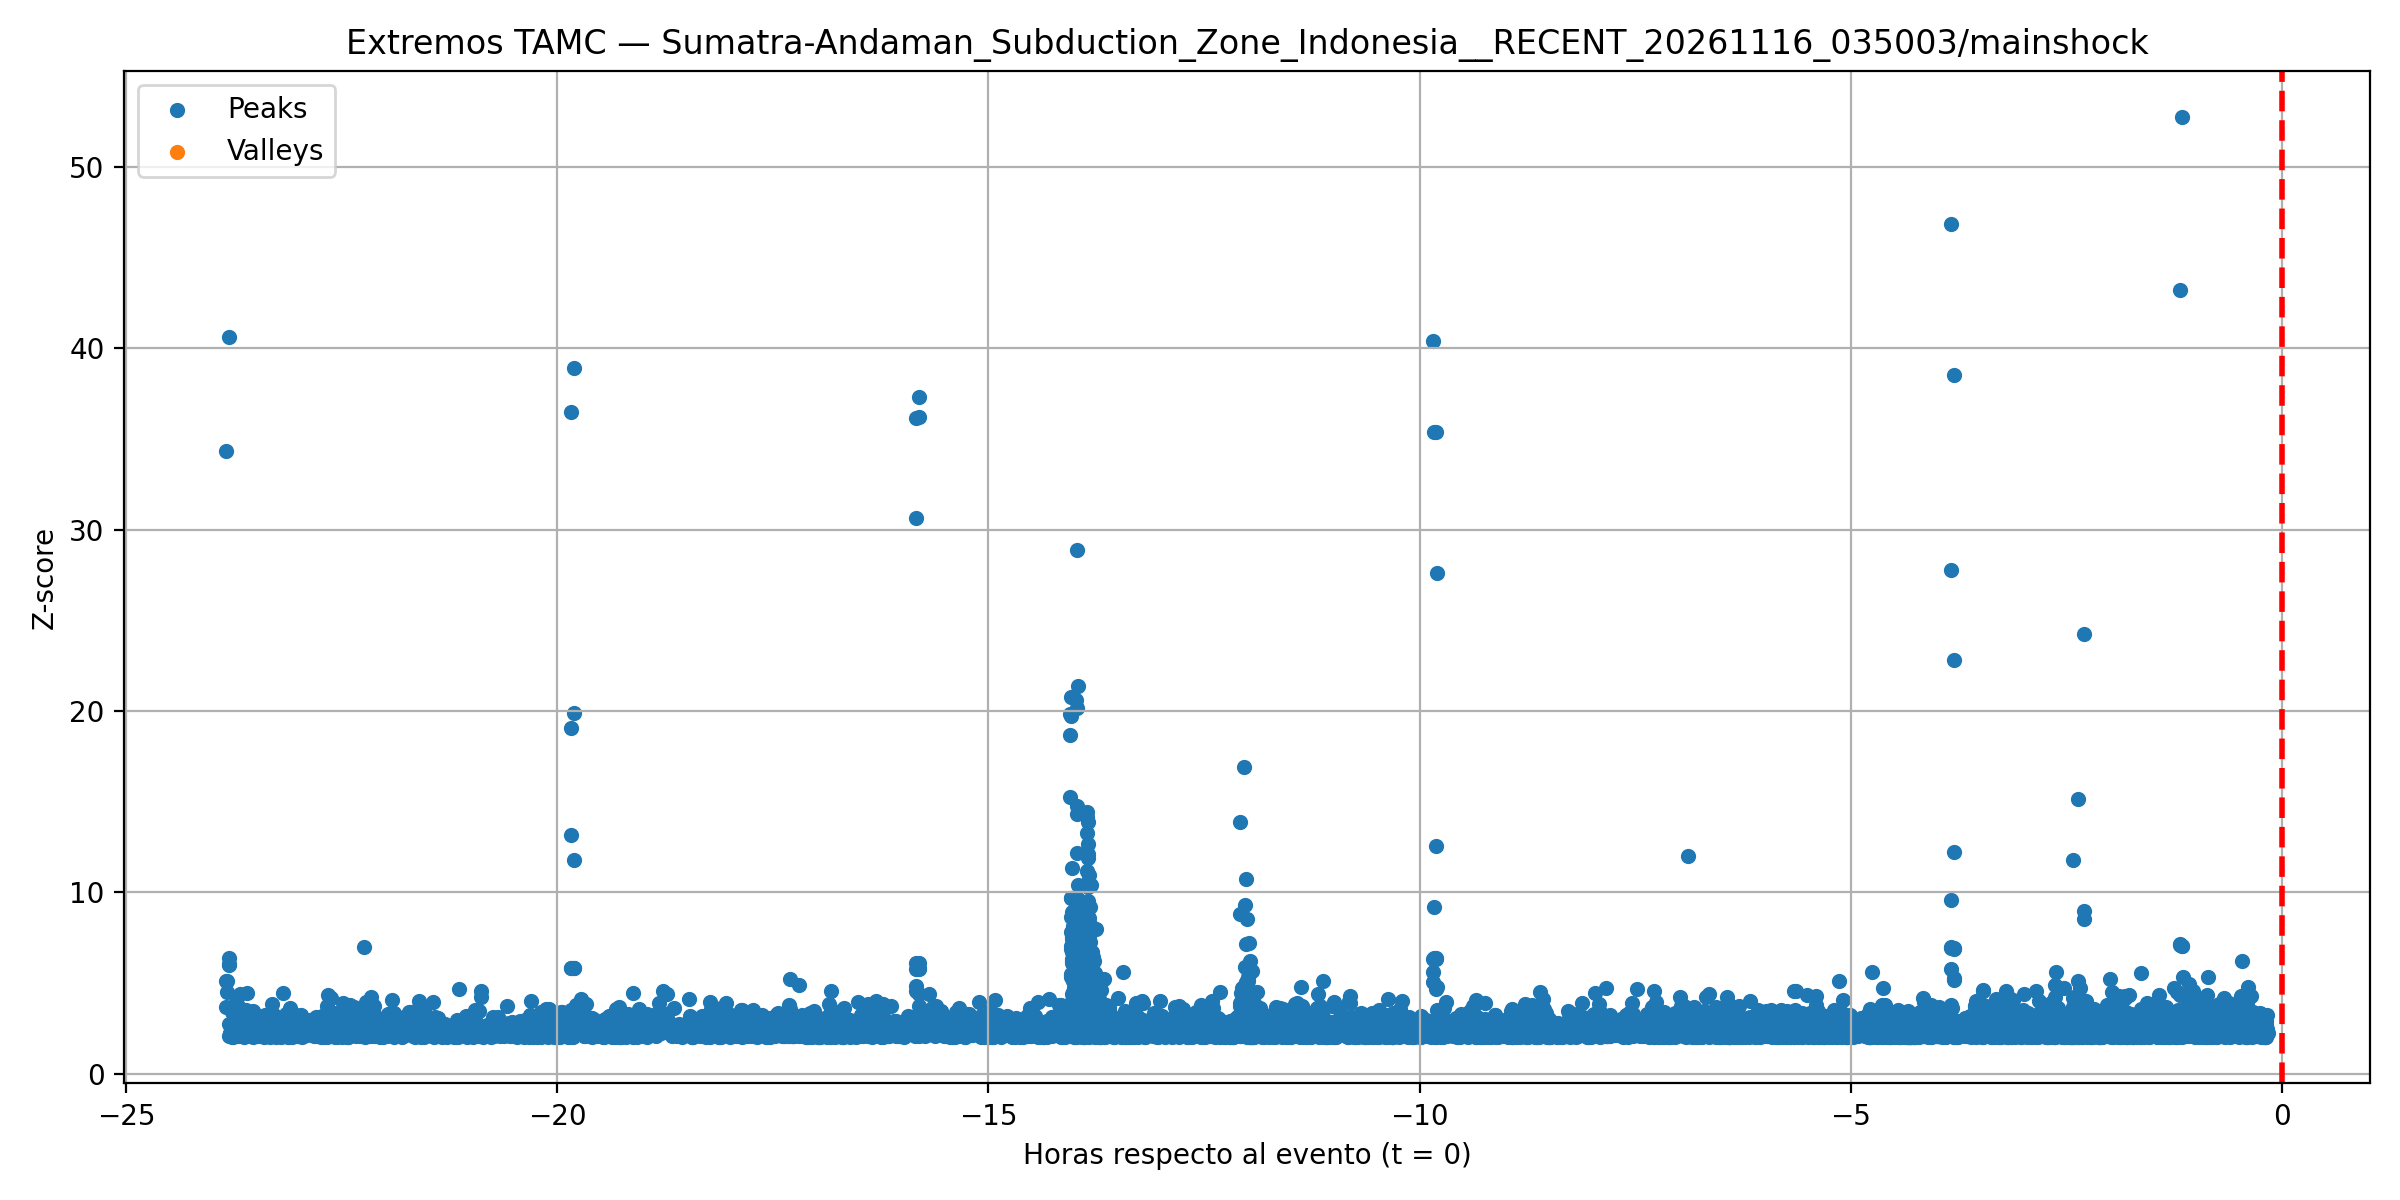 Extremos TAMC — Sumatra-Andaman_Subduction_Zone_Indonesia__RECENT_20261116_035003/mainshock
Peaks
Valleys
Z-score
50
40
30
20
10
0
−25
−20
−15
−10
−5
0
Horas respecto al evento (t = 0)